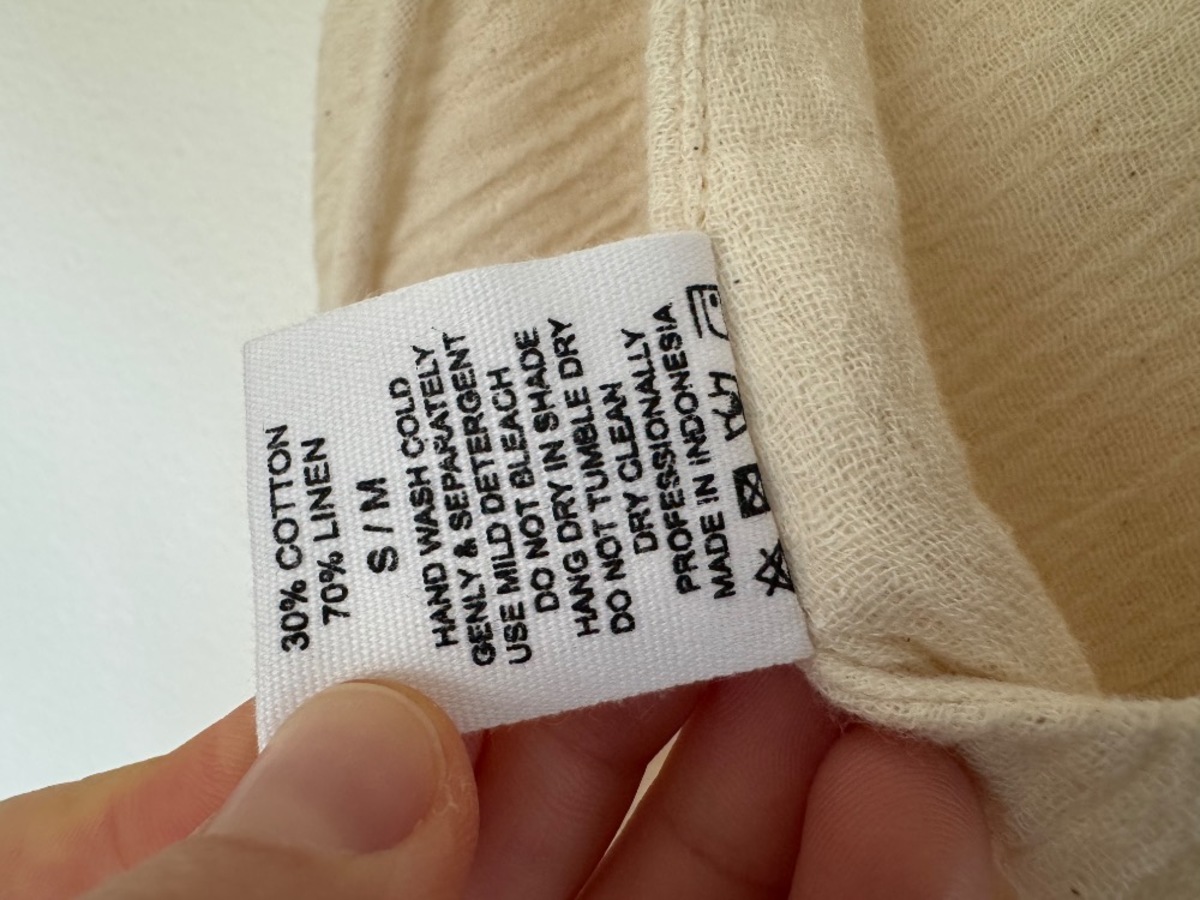 30% COTTON
70% LINEN
S / M
HAND WASH COLD
GENLY & SEPARATELY
USE MILD DETERGENT
DO NOT BLEACH
HANG DRY IN SHADE
DO NOT TUMBLE DRY
DRY CLEAN
PROFESSIONALLY
MADE IN INDONESIA